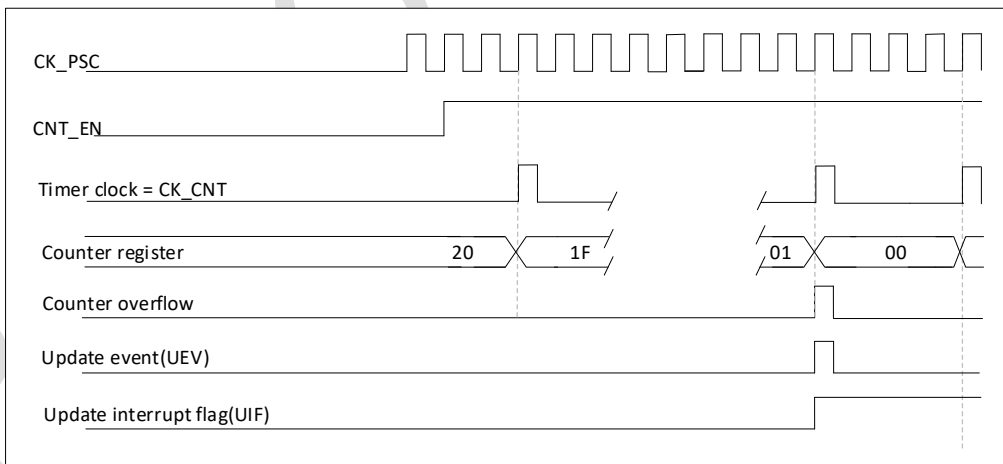 CK_PSC
CNT_EN
Timer clock = CK_CNT
Counter register 20 1F 01 00
Counter overflow
Update event(UEV)
Update interrupt flag(UIF)